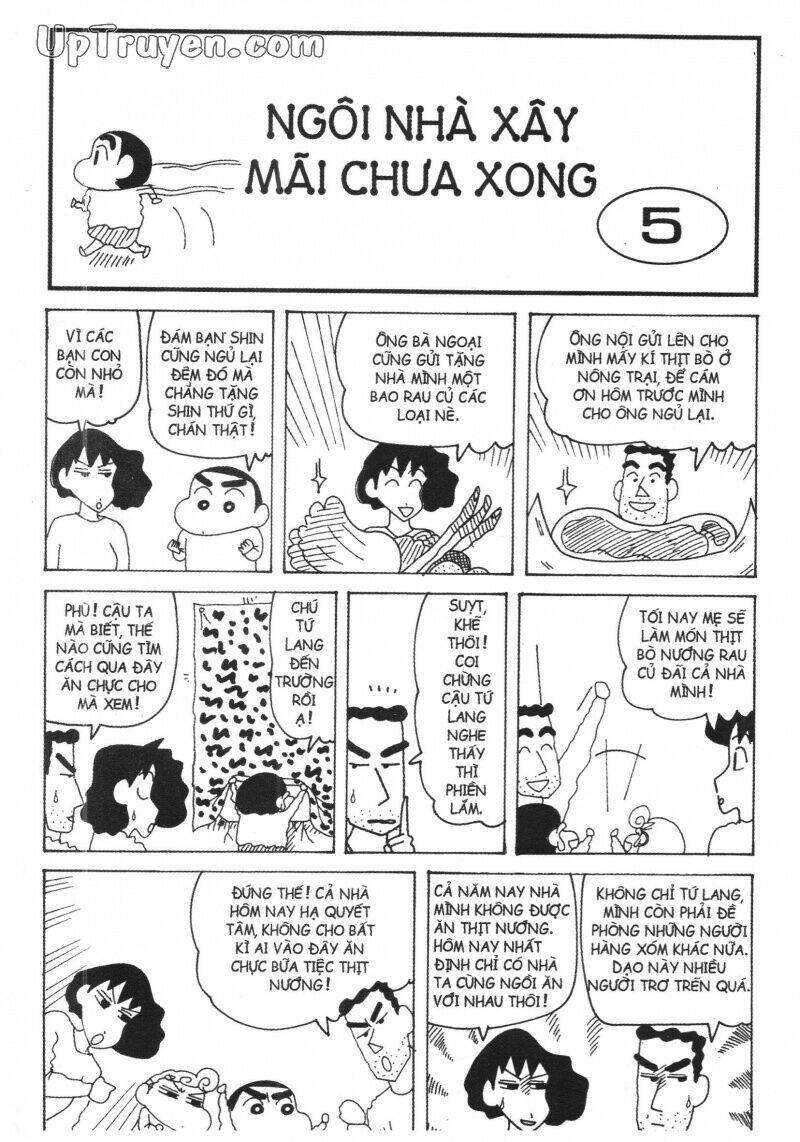 UpTruyen.com
NGÔI NHÀ XÂY
MÃI CHƯA XONG
5
ÔNG NỘI GỬI LÊN CHO
MÌNH MẤY KÍ THỊT BÒ Ở
NÔNG TRẠI, ĐỂ CÁM
ƠN HÔM TRƯỚC MÌNH
CHO ÔNG NGỦ LẠI.
ÔNG BÀ NGOẠI
CŨNG GỬI TẶNG
NHÀ MÌNH MỘT
BAO RAU CỦ CÁC
LOẠI NÈ.
ĐÁM BẠN SHIN
CŨNG NGỦ LẠI
ĐÊM ĐÓ MÀ
CHẲNG TẶNG
SHIN THỨ GÌ,
CHÁN THẬT!
VÌ CÁC
BẠN CON
CÒN NHỎ
MÀ!
TỐI NAY MẸ SẼ
LÀM MÓN THỊT
BÒ NƯỚNG RAU
CỦ ĐÃI CẢ NHÀ
MÌNH!
SUỴT,
KHẼ
THÔI!
COI
CHỪNG
CẬU TỨ
LANG
NGHE
THẤY
THÌ
PHIỀN
LẮM.
CHÚ
TỨ
LANG
ĐẾN
TRƯỜNG
RỒI
Ạ!
PHÙ! CẬU TA
MÀ BIẾT, THẾ
NÀO CŨNG TÌM
CÁCH QUA ĐÂY
ĂN CHỰC CHO
MÀ XEM!
KHÔNG CHỈ TỨ LANG,
MÌNH CÒN PHẢI ĐỀ
PHÒNG NHỮNG NGƯỜI
HÀNG XÓM KHÁC NỮA.
DẠO NÀY NHIỀU
NGƯỜI TRƠ TRẼN QUÁ.
CẢ NĂM NAY NHÀ
MÌNH KHÔNG ĐƯỢC
ĂN THỊT NƯỚNG.
HÔM NAY NHẤT
ĐỊNH CHỈ CÓ NHÀ
TA CÙNG NGỒI ĂN
VỚI NHAU THÔI!
ĐÚNG THẾ! CẢ NHÀ
HÔM NAY HẠ QUYẾT
TÂM, KHÔNG CHO BẤT
KÌ AI VÀO ĐÂY ĂN
CHỰC BỮA TIỆC THỊT
NƯỚNG!